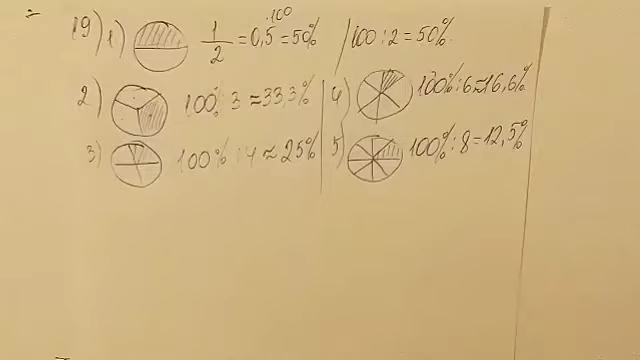 19) 1) 1/2 = 0,5 ·100 = 50% / 100 : 2 = 50%.
2) 100 : 3 ≈ 33,3%
3) 100% : 4 ≈ 25%
4) 100% : 6 ≈ 16,6%
5) 100% : 8 = 12,5%